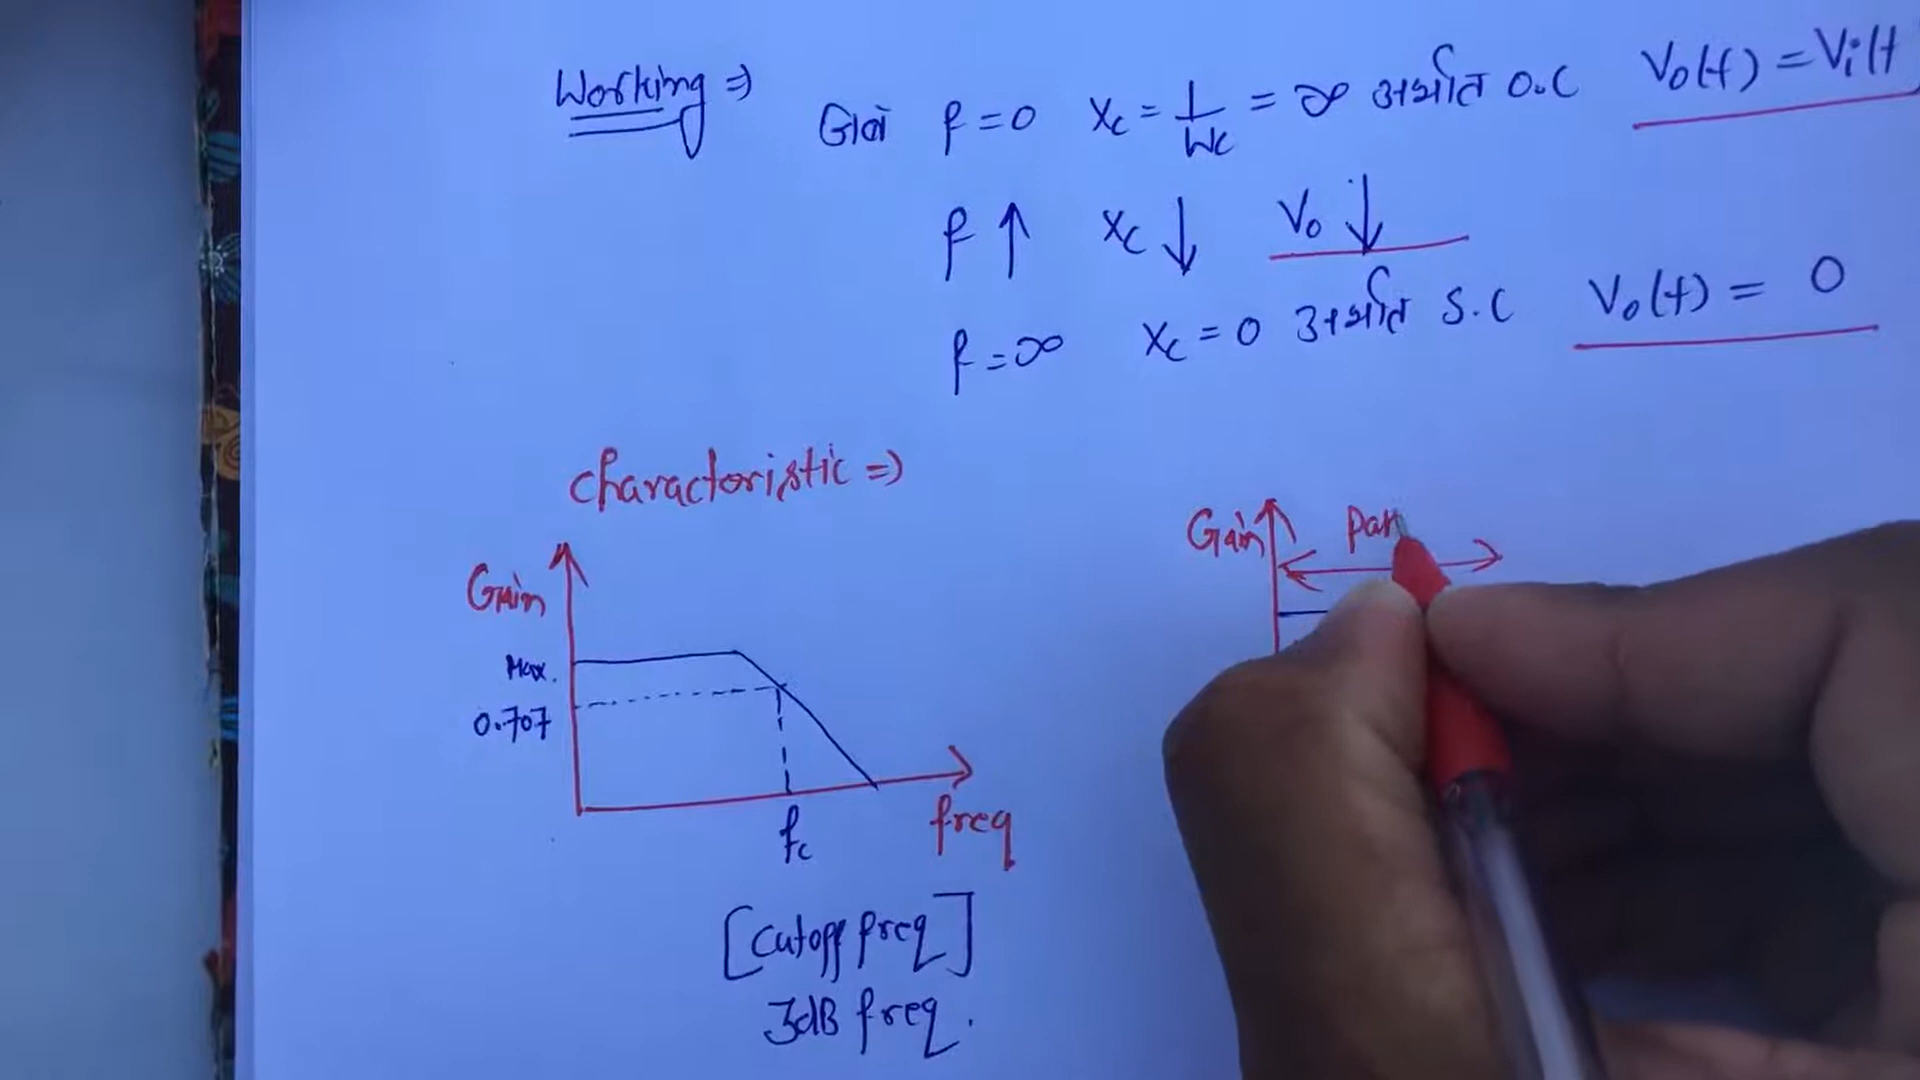 Working ⇒
जब f = 0 Xc = 1/wc = ∞ अर्थात O.C Vo(t) = Vi(t
f ↑ Xc ↓ Vo ↓
f = ∞ Xc = 0 अर्थात S.C Vo(t) = 0
Charactoristic ⇒
Gain
Max.
0.707
fc
freq
[Cutoff freq]
3dB freq.
Gain
Par